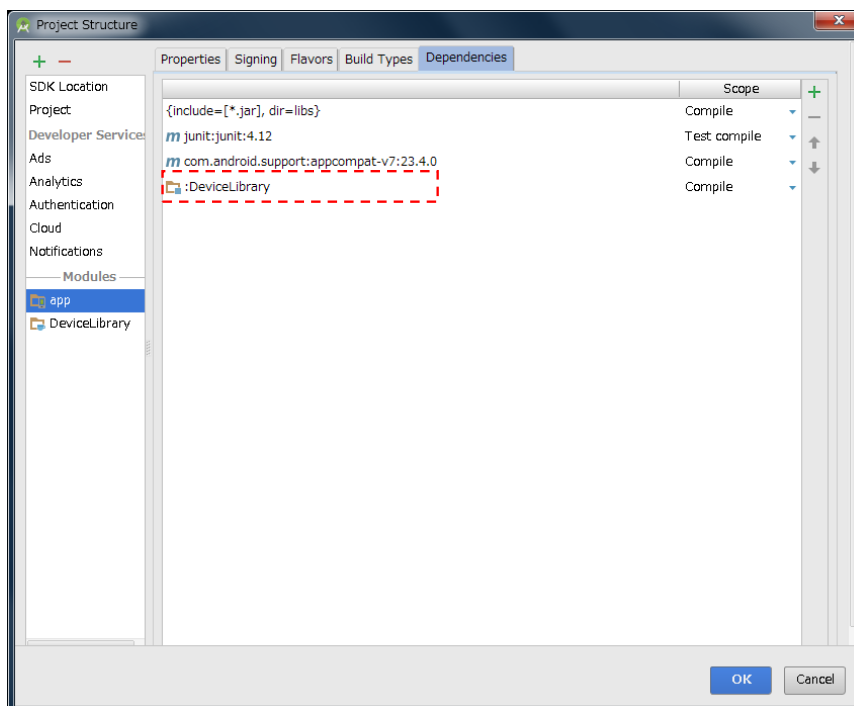 Project Structure
Properties Signing Flavors Build Types Dependencies
SDK Location
Project
Developer Service
Ads
Analytics
Authentication
Cloud
Notifications
Modules
app
DeviceLibrary
Scope
{include=[*.jar], dir=libs} Compile
m junit:junit:4.12 Test compile
m com.android.support:appcompat-v7:23.4.0 Compile
:DeviceLibrary Compile
OK Cancel